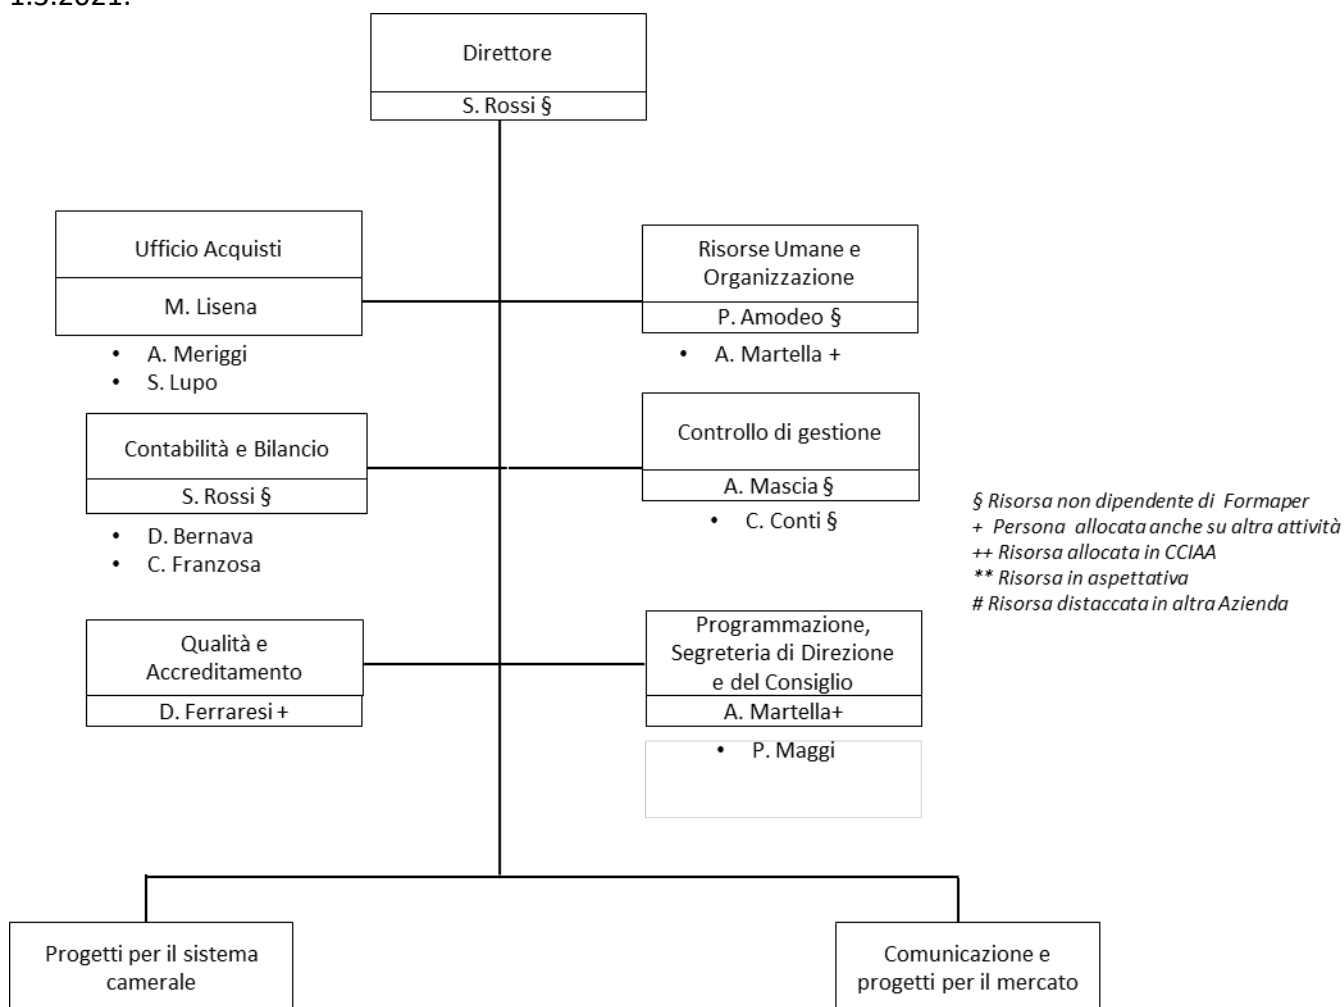 1.5.2021.
Direttore
S. Rossi §
Ufficio Acquisti
M. Lisena
• A. Meriggi
• S. Lupo
Risorse Umane e
Organizzazione
P. Amodeo §
• A. Martella +
Contabilità e Bilancio
S. Rossi §
• D. Bernava
• C. Franzosa
Controllo di gestione
A. Mascia §
• C. Conti §
§ Risorsa non dipendente di Formaper
+ Persona allocata anche su altra attività
++ Risorsa allocata in CCIAA
** Risorsa in aspettativa
# Risorsa distaccata in altra Azienda
Qualità e
Accreditamento
D. Ferraresi +
Programmazione,
Segreteria di Direzione
e del Consiglio
A. Martella+
• P. Maggi
Progetti per il sistema
camerale
Comunicazione e
progetti per il mercato